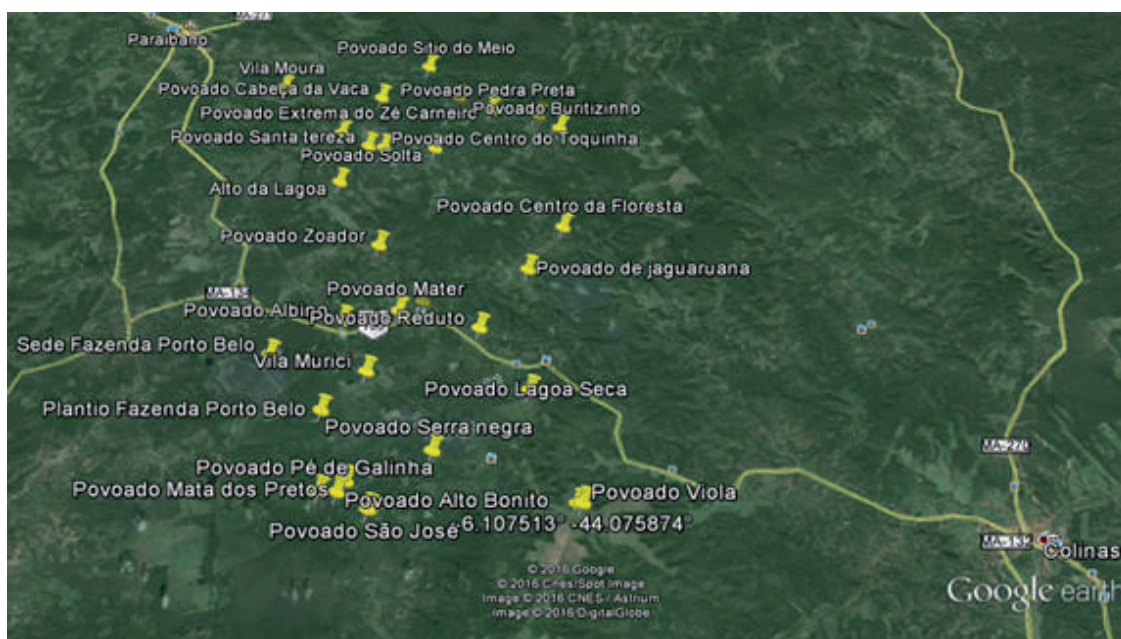 MA-271
Paraibano
Povoado Sitio do Meio
Vila Moura
Povoado Cabeça da Vaca
Povoado Pedra Preta
Povoado Extrema do Zé Carneiro
Povoado Buritizinho
Povoado Santa tereza
Povoado Centro do Toquinha
Povoado Solta
Alto da Lagoa
Povoado Centro da Floresta
Povoado Zoador
Povoado de jaguaruana
Povoado Mater
MA-134
Povoado Albino
Povoado Reduto
Sede Fazenda Porto Belo
Vila Murici
Povoado Lagoa Seca
Plantio Fazenda Porto Belo
Povoado Serra negra
MA-270
Povoado Pé de Galinha
Povoado Mata dos Pretos
Povoado Viola
Povoado Alto Bonito
Povoado São José
-6.107513° -44.075874°
MA-132
Colinas
© 2016 Google
© 2016 Cnes/Spot Image
Image © 2016 CNES / Astrium
Image © 2016 DigitalGlobe
Google earth